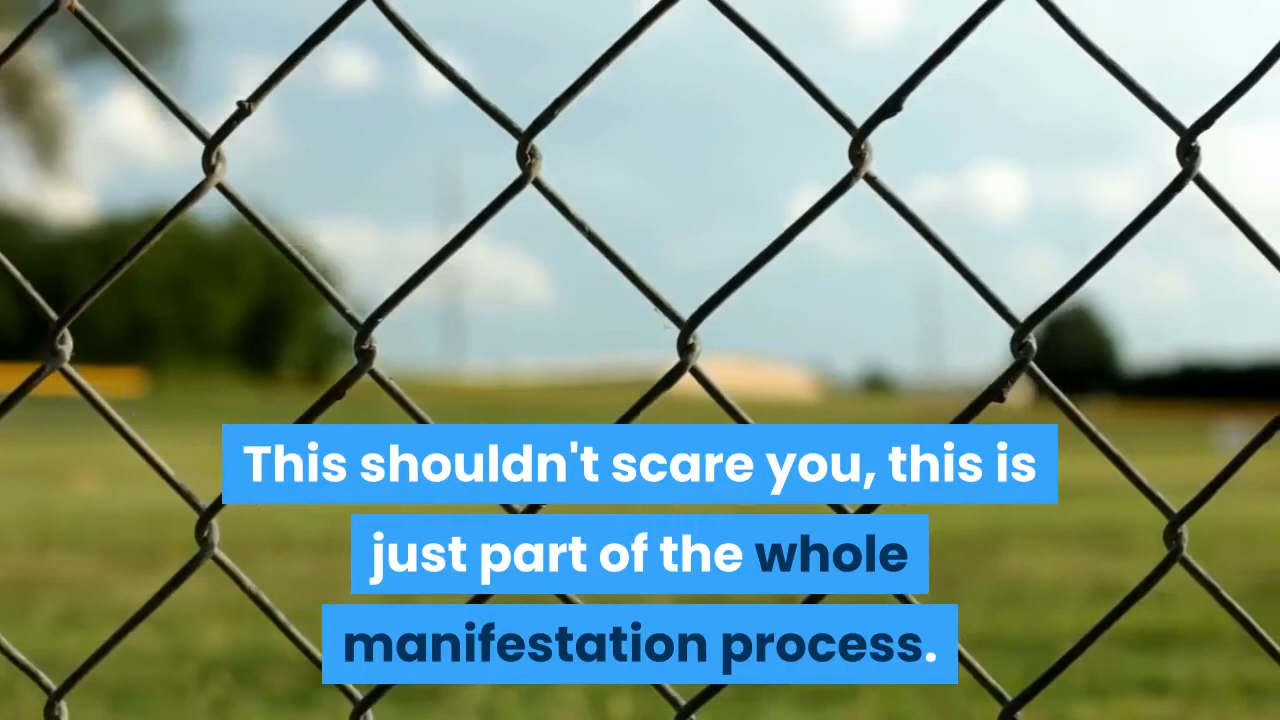 This shouldn't scare you, this is
just part of the whole
manifestation process.